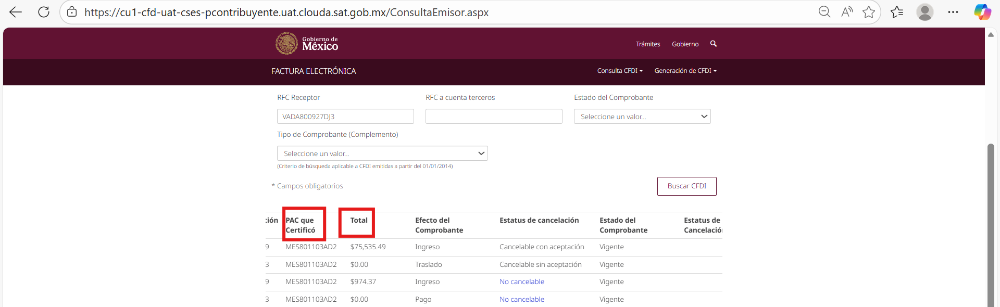 https://cu1-cfd-uat-cses-pcontribuyente.uat.clouda.sat.gob.mx/ConsultaEmisor.aspx
Gobierno de
México
Trámites Gobierno
FACTURA ELECTRÓNICA
Consulta CFDI Generación de CFDI
RFC Receptor RFC a cuenta terceros Estado del Comprobante
VADA800927DJ3 Seleccione un valor...
Tipo de Comprobante (Complemento)
Seleccione un valor...
(Criterio de búsqueda aplicable a CFDI emitidas a partir del 01/01/2014)
* Campos obligatorios
Buscar CFDI
ción PAC que Total Efecto del Estatus de cancelación Estado del Estatus de
Certificó Comprobante Comprobante Cancelación
9 MES801103AD2 $75,535.49 Ingreso Cancelable con aceptación Vigente
3 MES801103AD2 $0.00 Traslado Cancelable sin aceptación Vigente
9 MES801103AD2 $974.37 Ingreso No cancelable Vigente
3 MES801103AD2 $0.00 Pago No cancelable Vigente